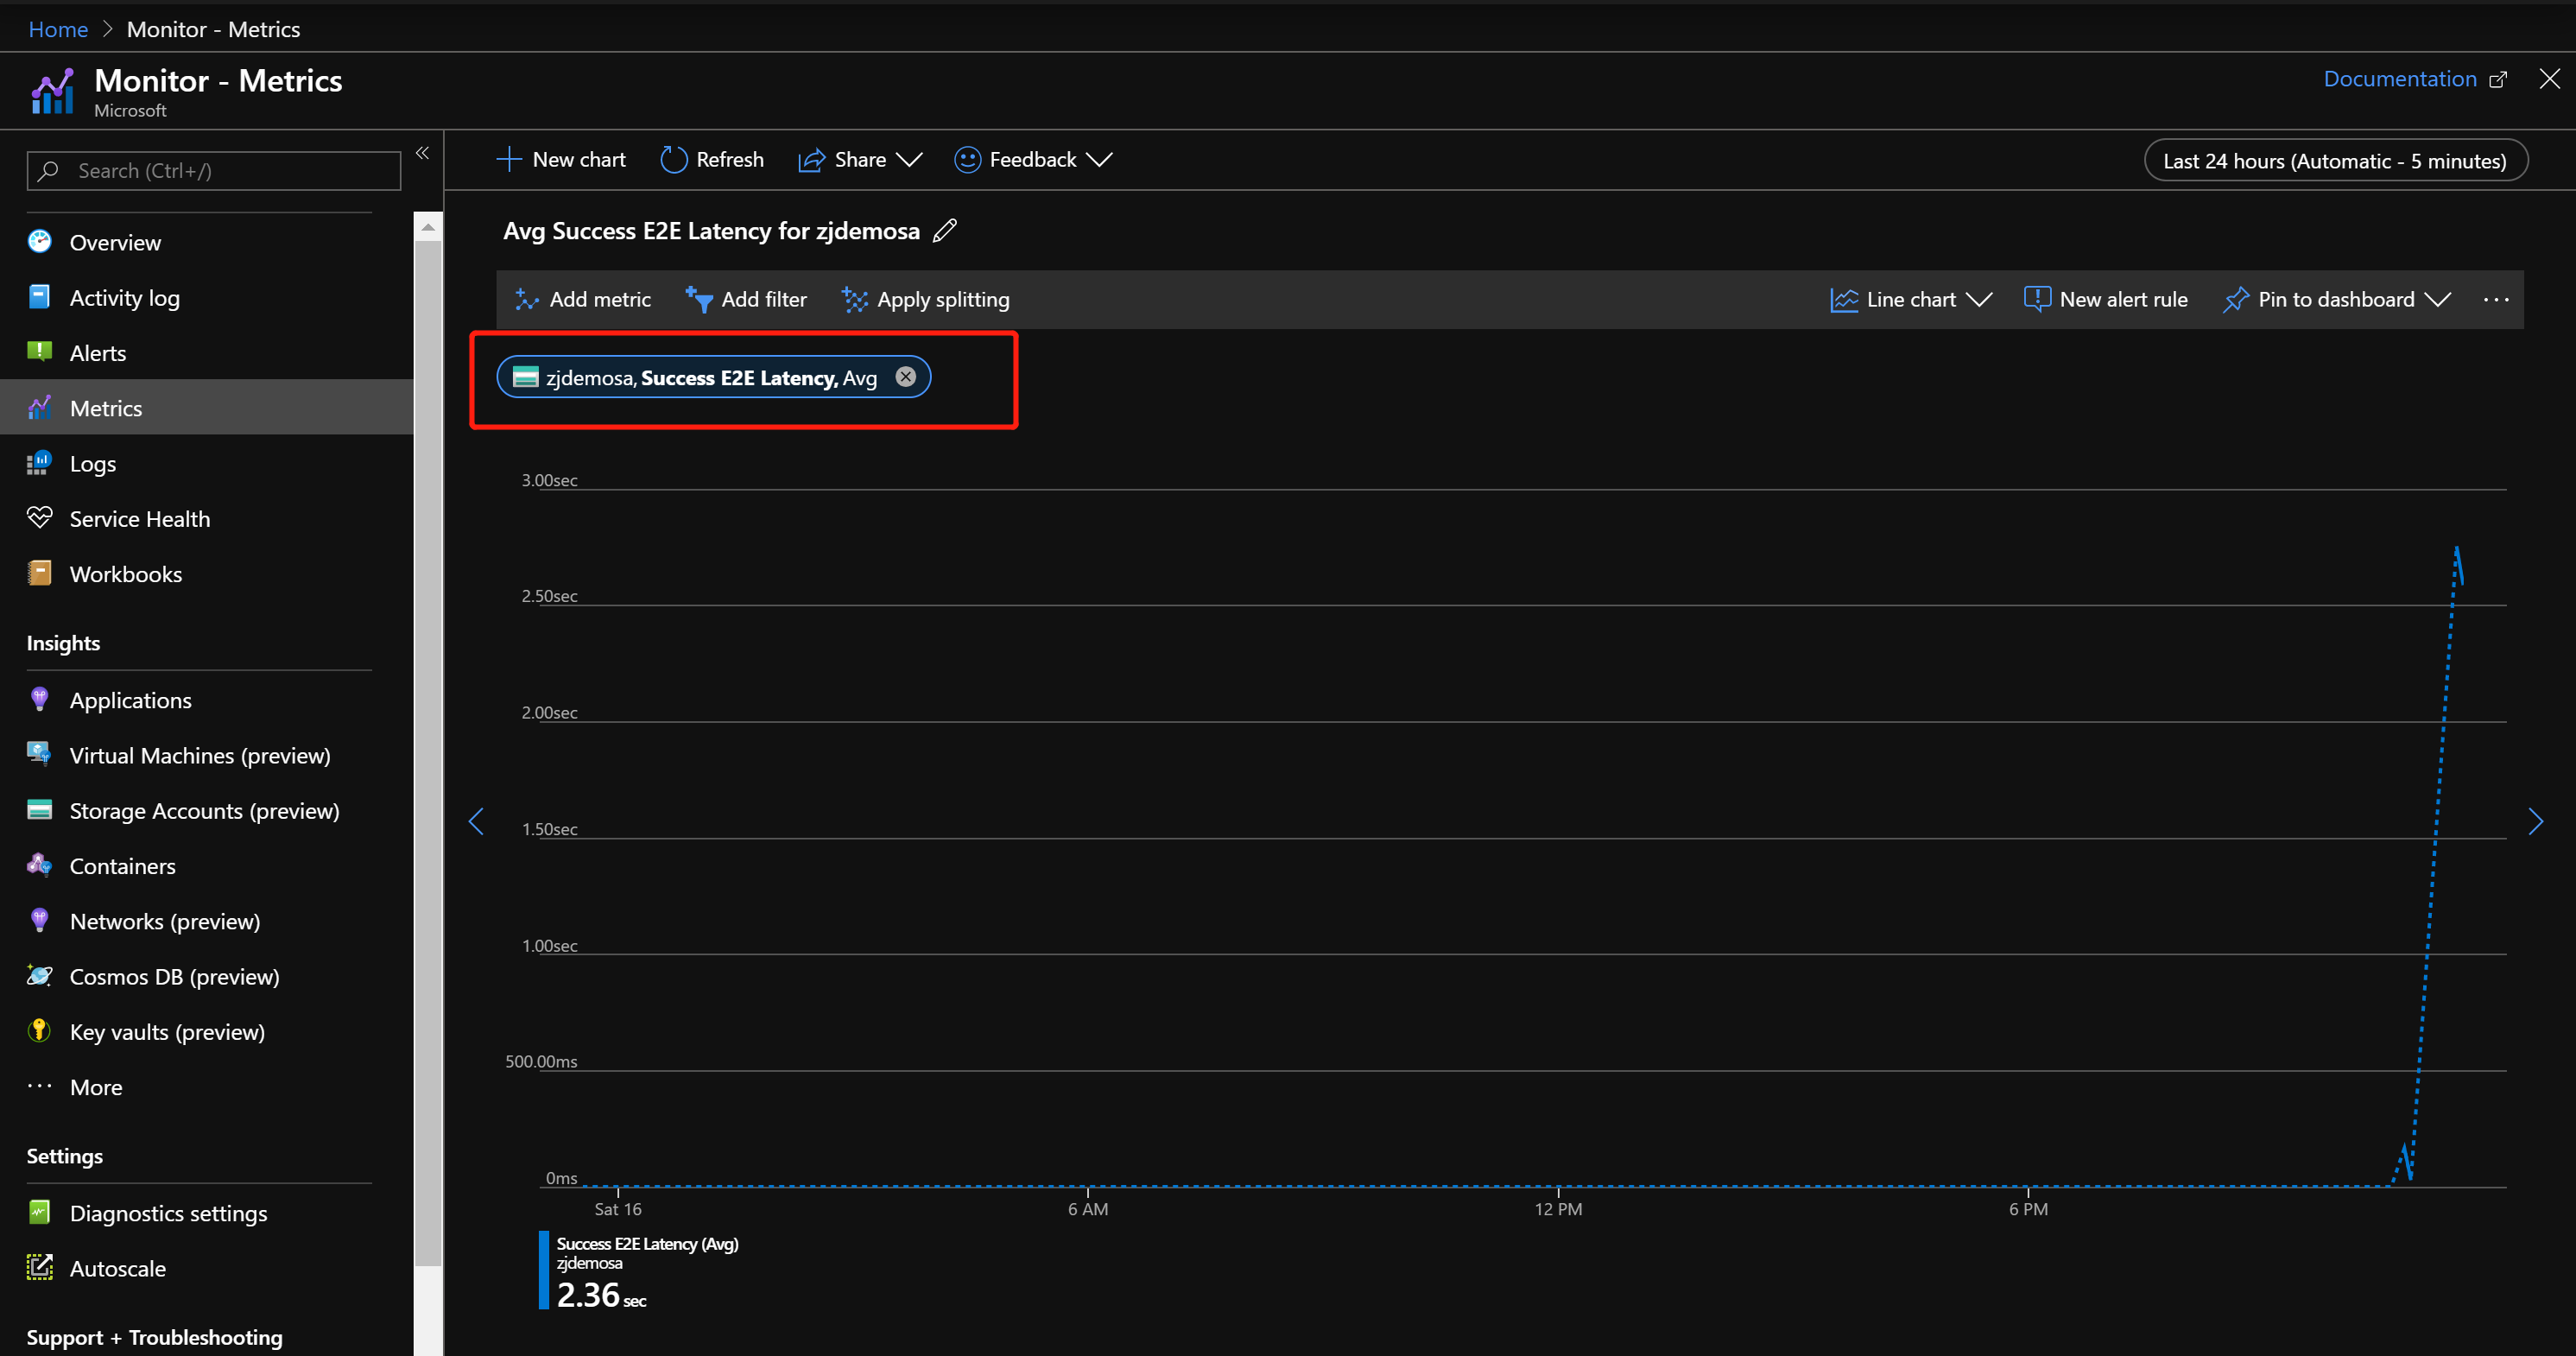 Home > Monitor - Metrics
Monitor - Metrics
Microsoft
Documentation
Search (Ctrl+/)
Overview
Activity log
Alerts
Metrics
Logs
Service Health
Workbooks
Insights
Applications
Virtual Machines (preview)
Storage Accounts (preview)
Containers
Networks (preview)
Cosmos DB (preview)
Key vaults (preview)
More
Settings
Diagnostics settings
Autoscale
Support + Troubleshooting
New chart
Refresh
Share
Feedback
Last 24 hours (Automatic - 5 minutes)
Avg Success E2E Latency for zjdemosa
Add metric
Add filter
Apply splitting
Line chart
New alert rule
Pin to dashboard
zjdemosa, Success E2E Latency, Avg
3.00sec
2.50sec
2.00sec
1.50sec
1.00sec
500.00ms
0ms
Sat 16
6 AM
12 PM
6 PM
Success E2E Latency (Avg)
zjdemosa
2.36 sec